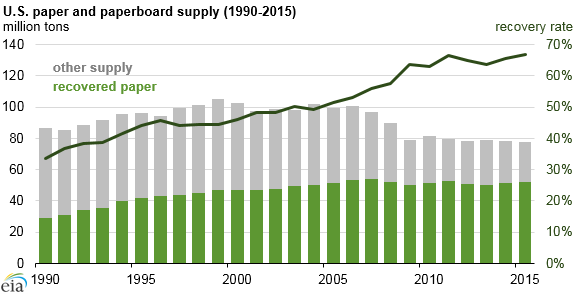 U.S. paper and paperboard supply (1990-2015)
million tons recovery rate
140 70%
other supply
120 60%
recovered paper
100 50%
80 40%
60 30%
40 20%
20 10%
0 0%
1990 1995 2000 2005 2010 2015
eia